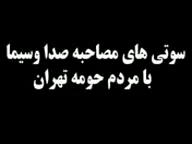 سوتی های مصاحبه صدا وسیما
با مردم حومه تهران